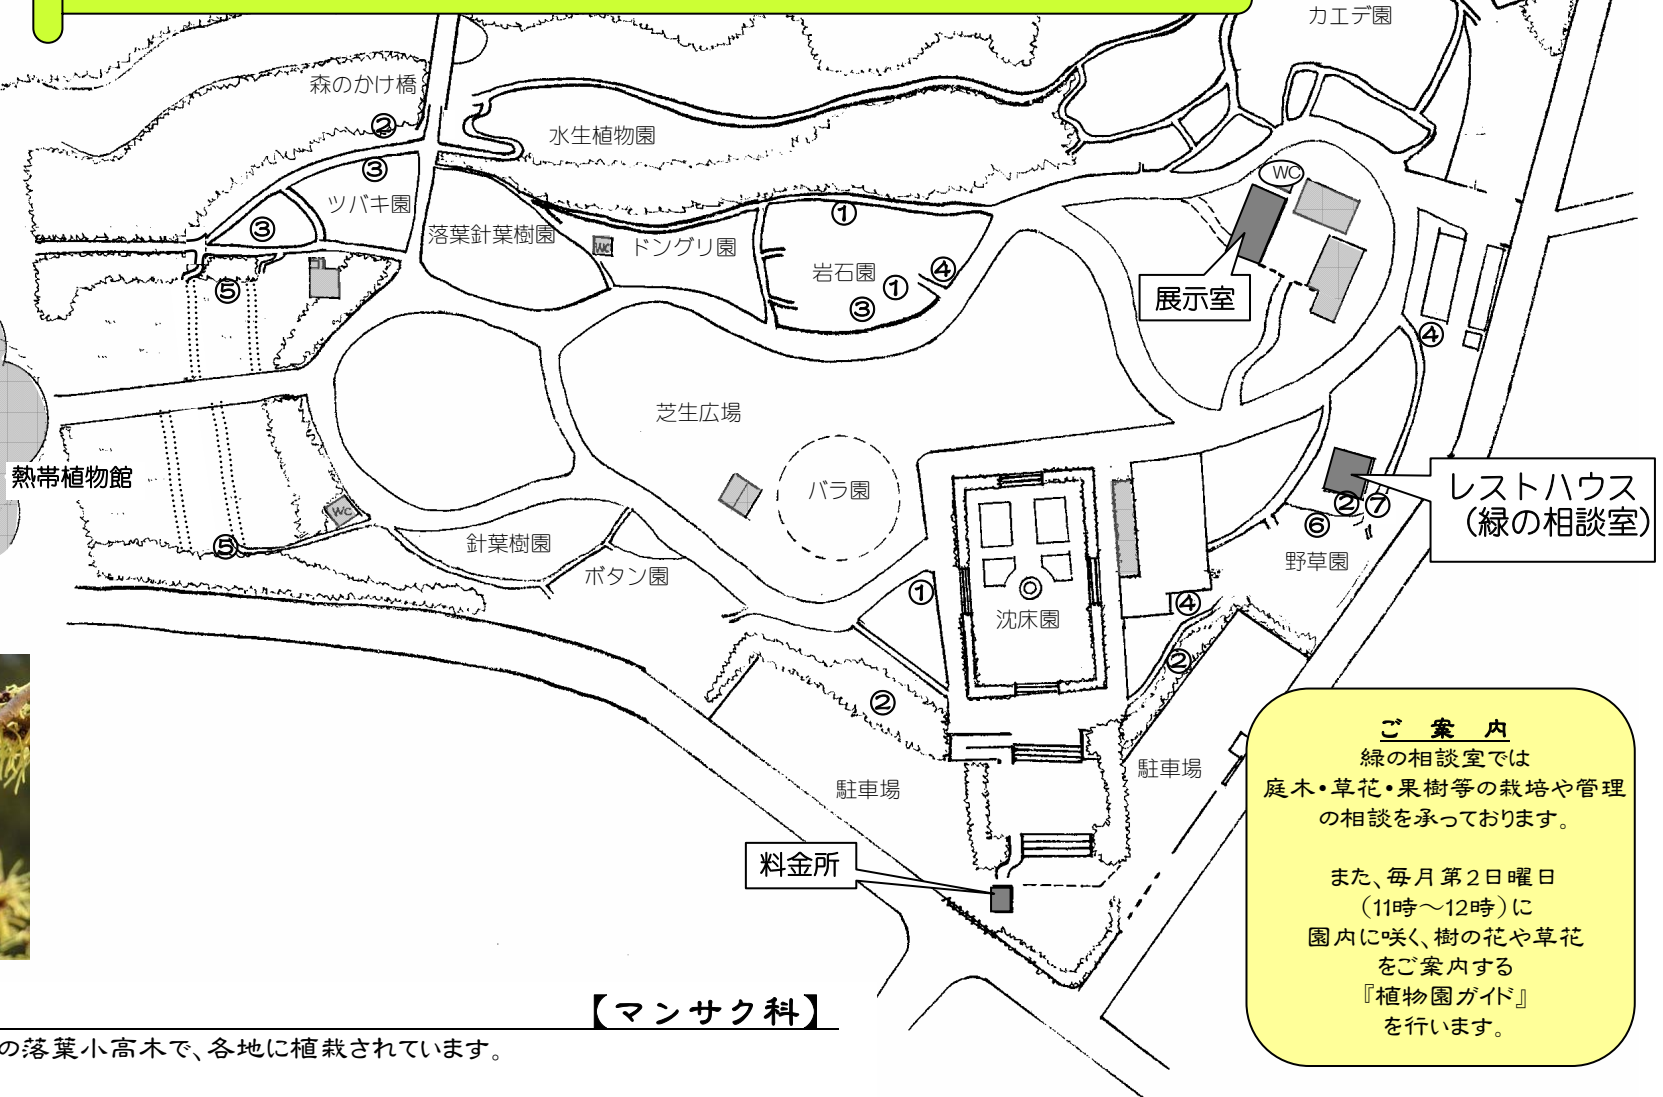 カエデ園
森のかけ橋
②
水生植物園
③
WC
ツバキ園
①
③
落葉針葉樹園
WC
ドングリ園
岩石園
④
⑤
①
展示室
③
④
芝生広場
熱帯植物館
バラ園
レストハウス
(緑の相談室)
WC
②
⑦
⑥
針葉樹園
⑤
野草園
ボタン園
①
④
沈床園
②
②
駐車場
駐車場
料金所
ご 案 内
緑の相談室では
庭木・草花・果樹等の栽培や管理
の相談を承っております。
また、毎月第2日曜日
(11時~12時)に
園内に咲く、樹の花や草花
をご案内する
『植物園ガイド』
を行います。
【マンサク科】
の落葉小高木で、各地に植栽されています。